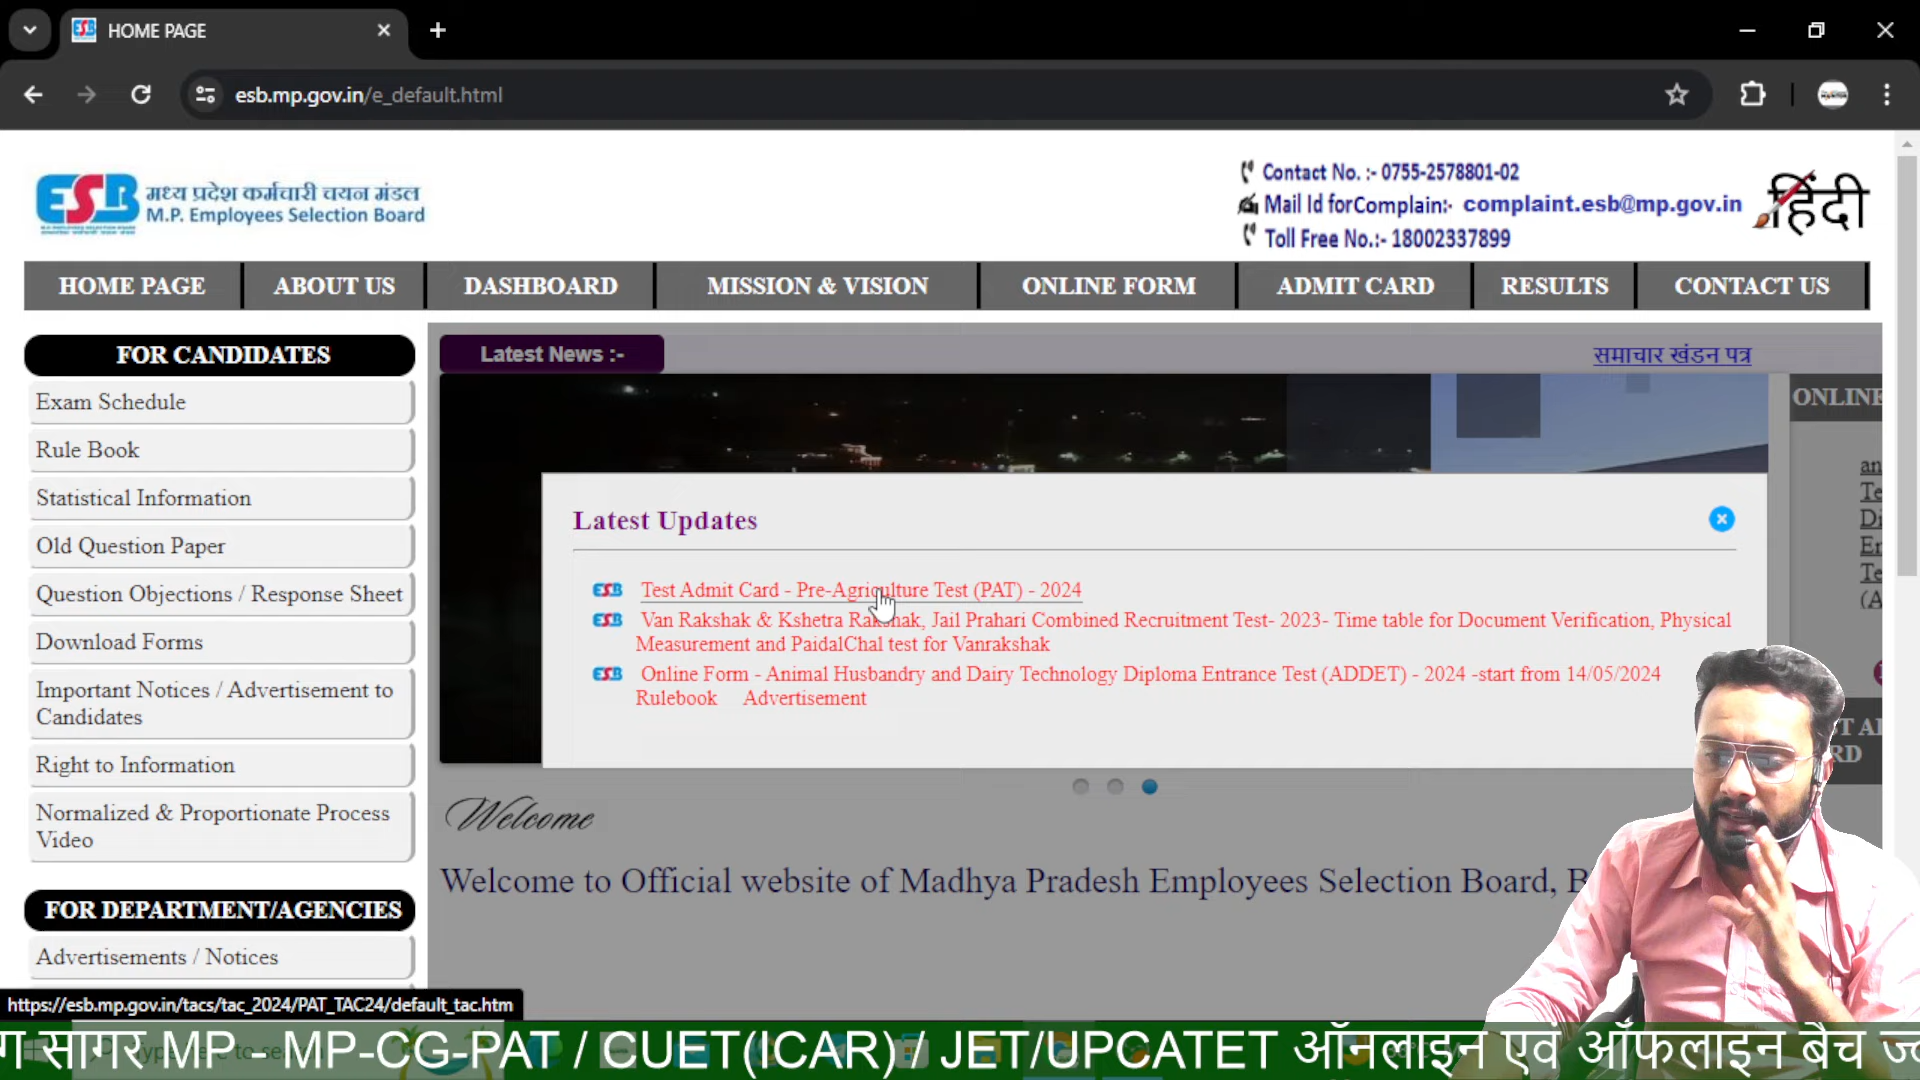 HOME PAGE
esb.mp.gov.in/e_default.html
ESB मध्य प्रदेश कर्मचारी चयन मंडल
M.P. Employees Selection Board
Contact No. :- 0755-2578801-02
Mail Id forComplain:- complaint.esb@mp.gov.in
Toll Free No.:- 18002337899
हिंदी
HOME PAGE ABOUT US DASHBOARD MISSION & VISION ONLINE FORM ADMIT CARD RESULTS CONTACT US
FOR CANDIDATES
Exam Schedule
Rule Book
Statistical Information
Old Question Paper
Question Objections / Response Sheet
Download Forms
Important Notices / Advertisement to
Candidates
Right to Information
Normalized & Proportionate Process
Video
FOR DEPARTMENT/AGENCIES
Advertisements / Notices
Latest News :-
समाचार खंडन पत्र
ONLINE
Latest Updates
ESB Test Admit Card - Pre-Agriculture Test (PAT) - 2024
ESB Van Rakshak & Kshetra Rakshak, Jail Prahari Combined Recruitment Test- 2023- Time table for Document Verification, Physical
Measurement and PaidalChal test for Vanrakshak
ESB Online Form - Animal Husbandry and Dairy Technology Diploma Entrance Test (ADDET) - 2024 -start from 14/05/2024
Rulebook Advertisement
Welcome
Welcome to Official website of Madhya Pradesh Employees Selection Board, B
https://esb.mp.gov.in/tacs/tac_2024/PAT_TAC24/default_tac.htm
ग सागर MP - MP-CG-PAT / CUET(ICAR) / JET/UPCATET ऑनलाइन एवं ऑफलाइन बैच